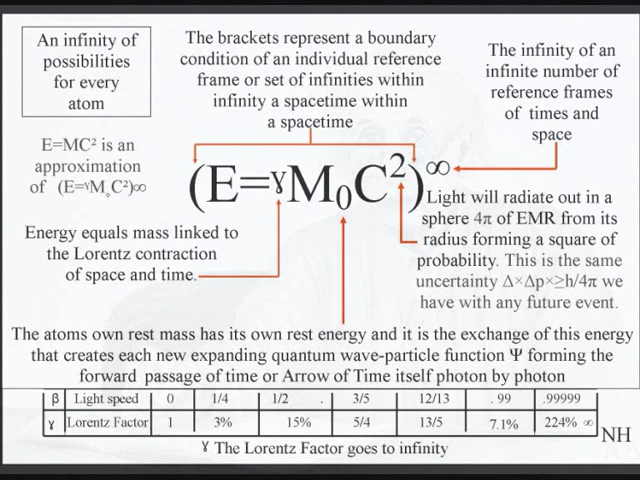 An infinity of
possibilities
for every
atom
The brackets represent a boundary
condition of an individual reference
frame or set of infinities within
infinity a spacetime within
a spacetime
The infinity of an
infinite number of
reference frames
of times and
space
E=MC² is an
approximation
of (E=ˠM˳C²)∞
(E=ˠM₀C²)∞
Energy equals mass linked to
the Lorentz contraction
of space and time.
Light will radiate out in a
sphere 4π of EMR from its
radius forming a square of
probability. This is the same
uncertainty Δ×Δp×≥h/4π we
have with any future event.
The atoms own rest mass has its own rest energy and it is the exchange of this energy
that creates each new expanding quantum wave-particle function Ψ forming the
forward passage of time or Arrow of Time itself photon by photon
β Light speed 0 1/4 1/2 . 3/5 12/13 . 99 .99999
ɣ Lorentz Factor 1 3% 15% 5/4 13/5 7.1% 224% ∞
ɣ The Lorentz Factor goes to infinity
NH